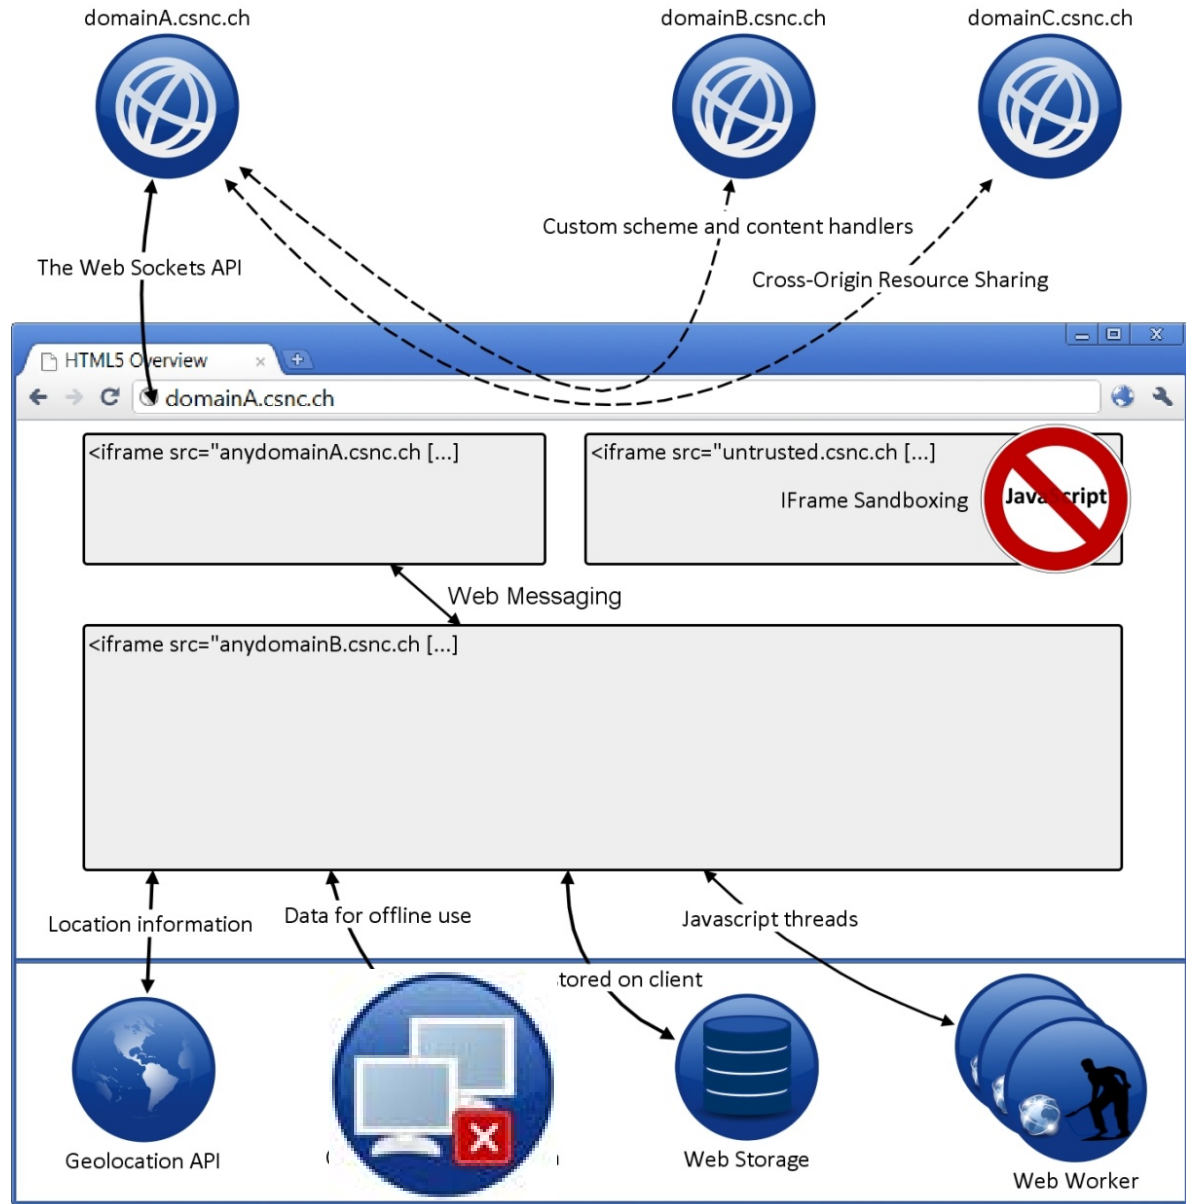 domainA.csnc.ch
domainB.csnc.ch
domainC.csnc.ch
Custom scheme and content handlers
The Web Sockets API
Cross-Origin Resource Sharing
HTML5 Overview
domainA.csnc.ch
<iframe src="anydomainA.csnc.ch [...]
<iframe src="untrusted.csnc.ch [...]
IFrame Sandboxing
JavaScript
Web Messaging
<iframe src="anydomainB.csnc.ch [...]
Location information
Data for offline use
Javascript threads
tored on client
Geolocation API
Web Storage
Web Worker